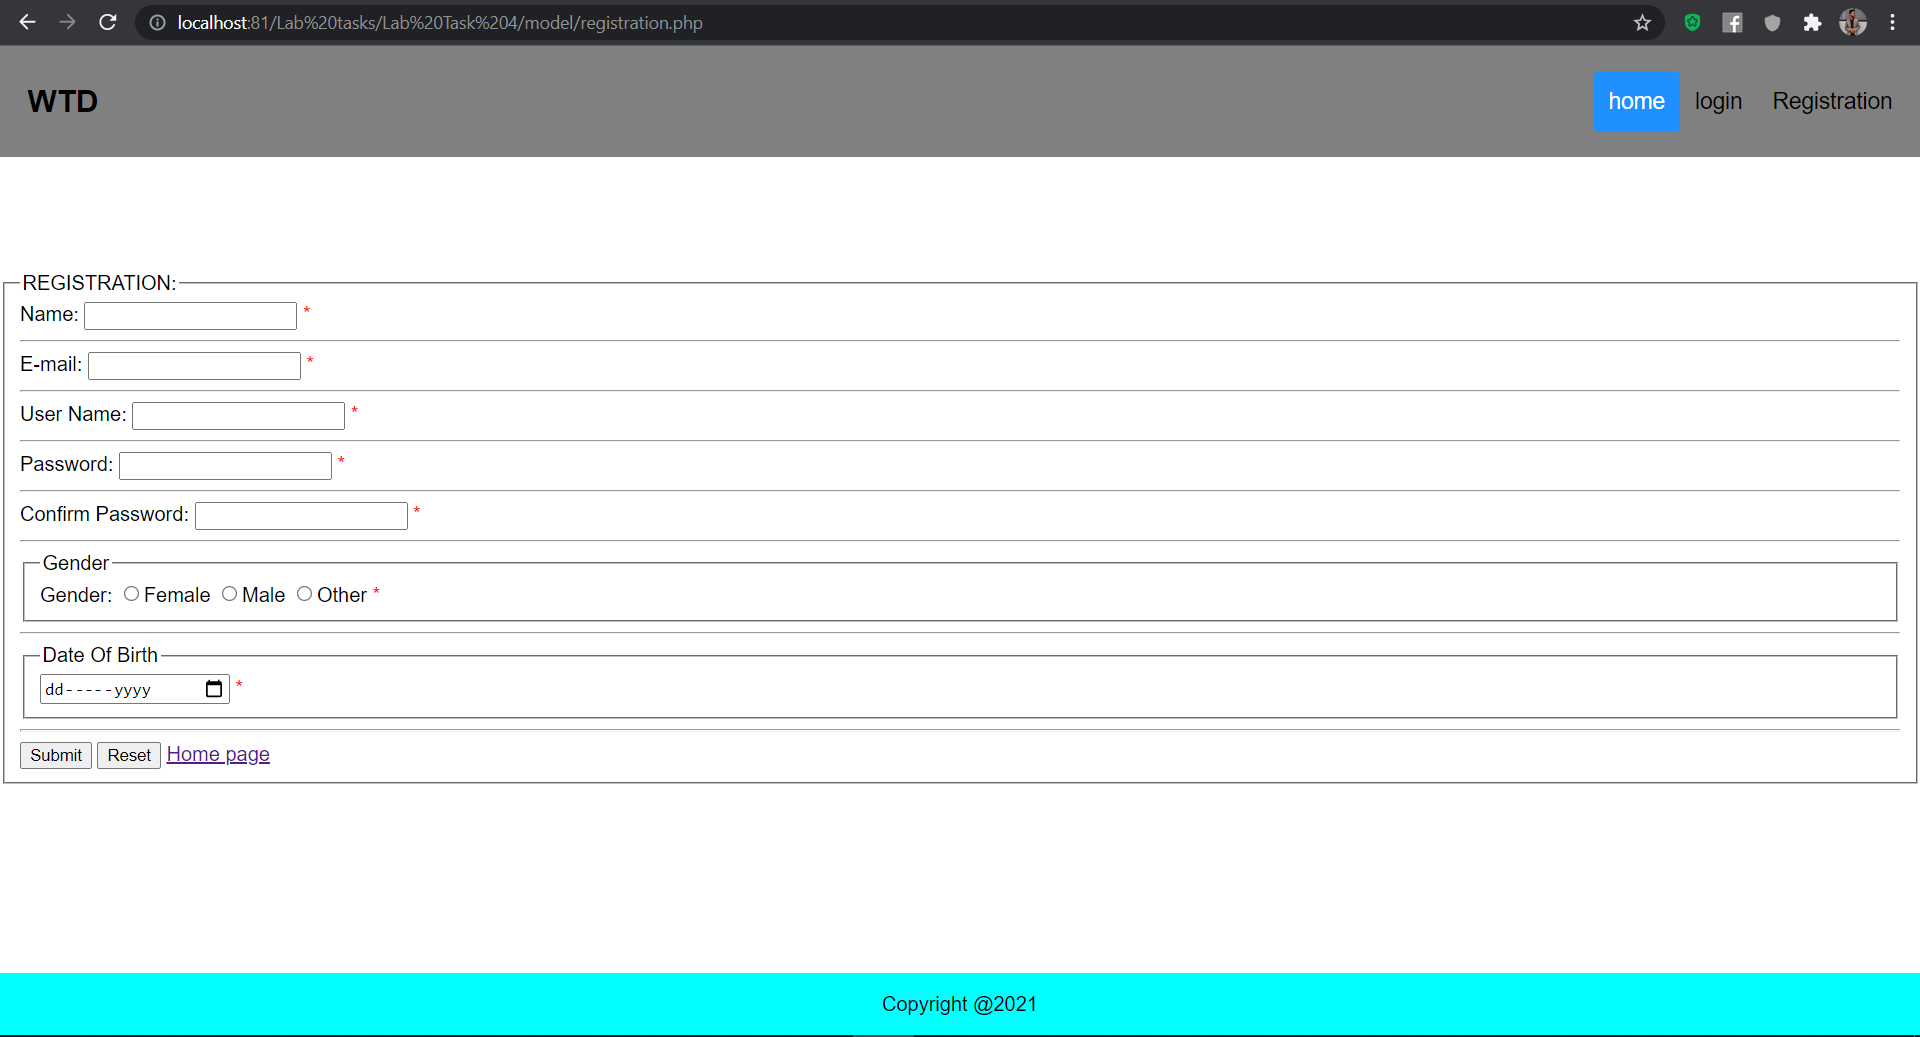 localhost:81/Lab%20tasks/Lab%20Task%204/model/registration.php
WTD
home login Registration
REGISTRATION:
Name: *
E-mail: *
User Name: *
Password: *
Confirm Password: *
Gender
Gender: Female Male Other *
Date Of Birth
dd-----yyyy *
Submit Reset Home page
Copyright @2021